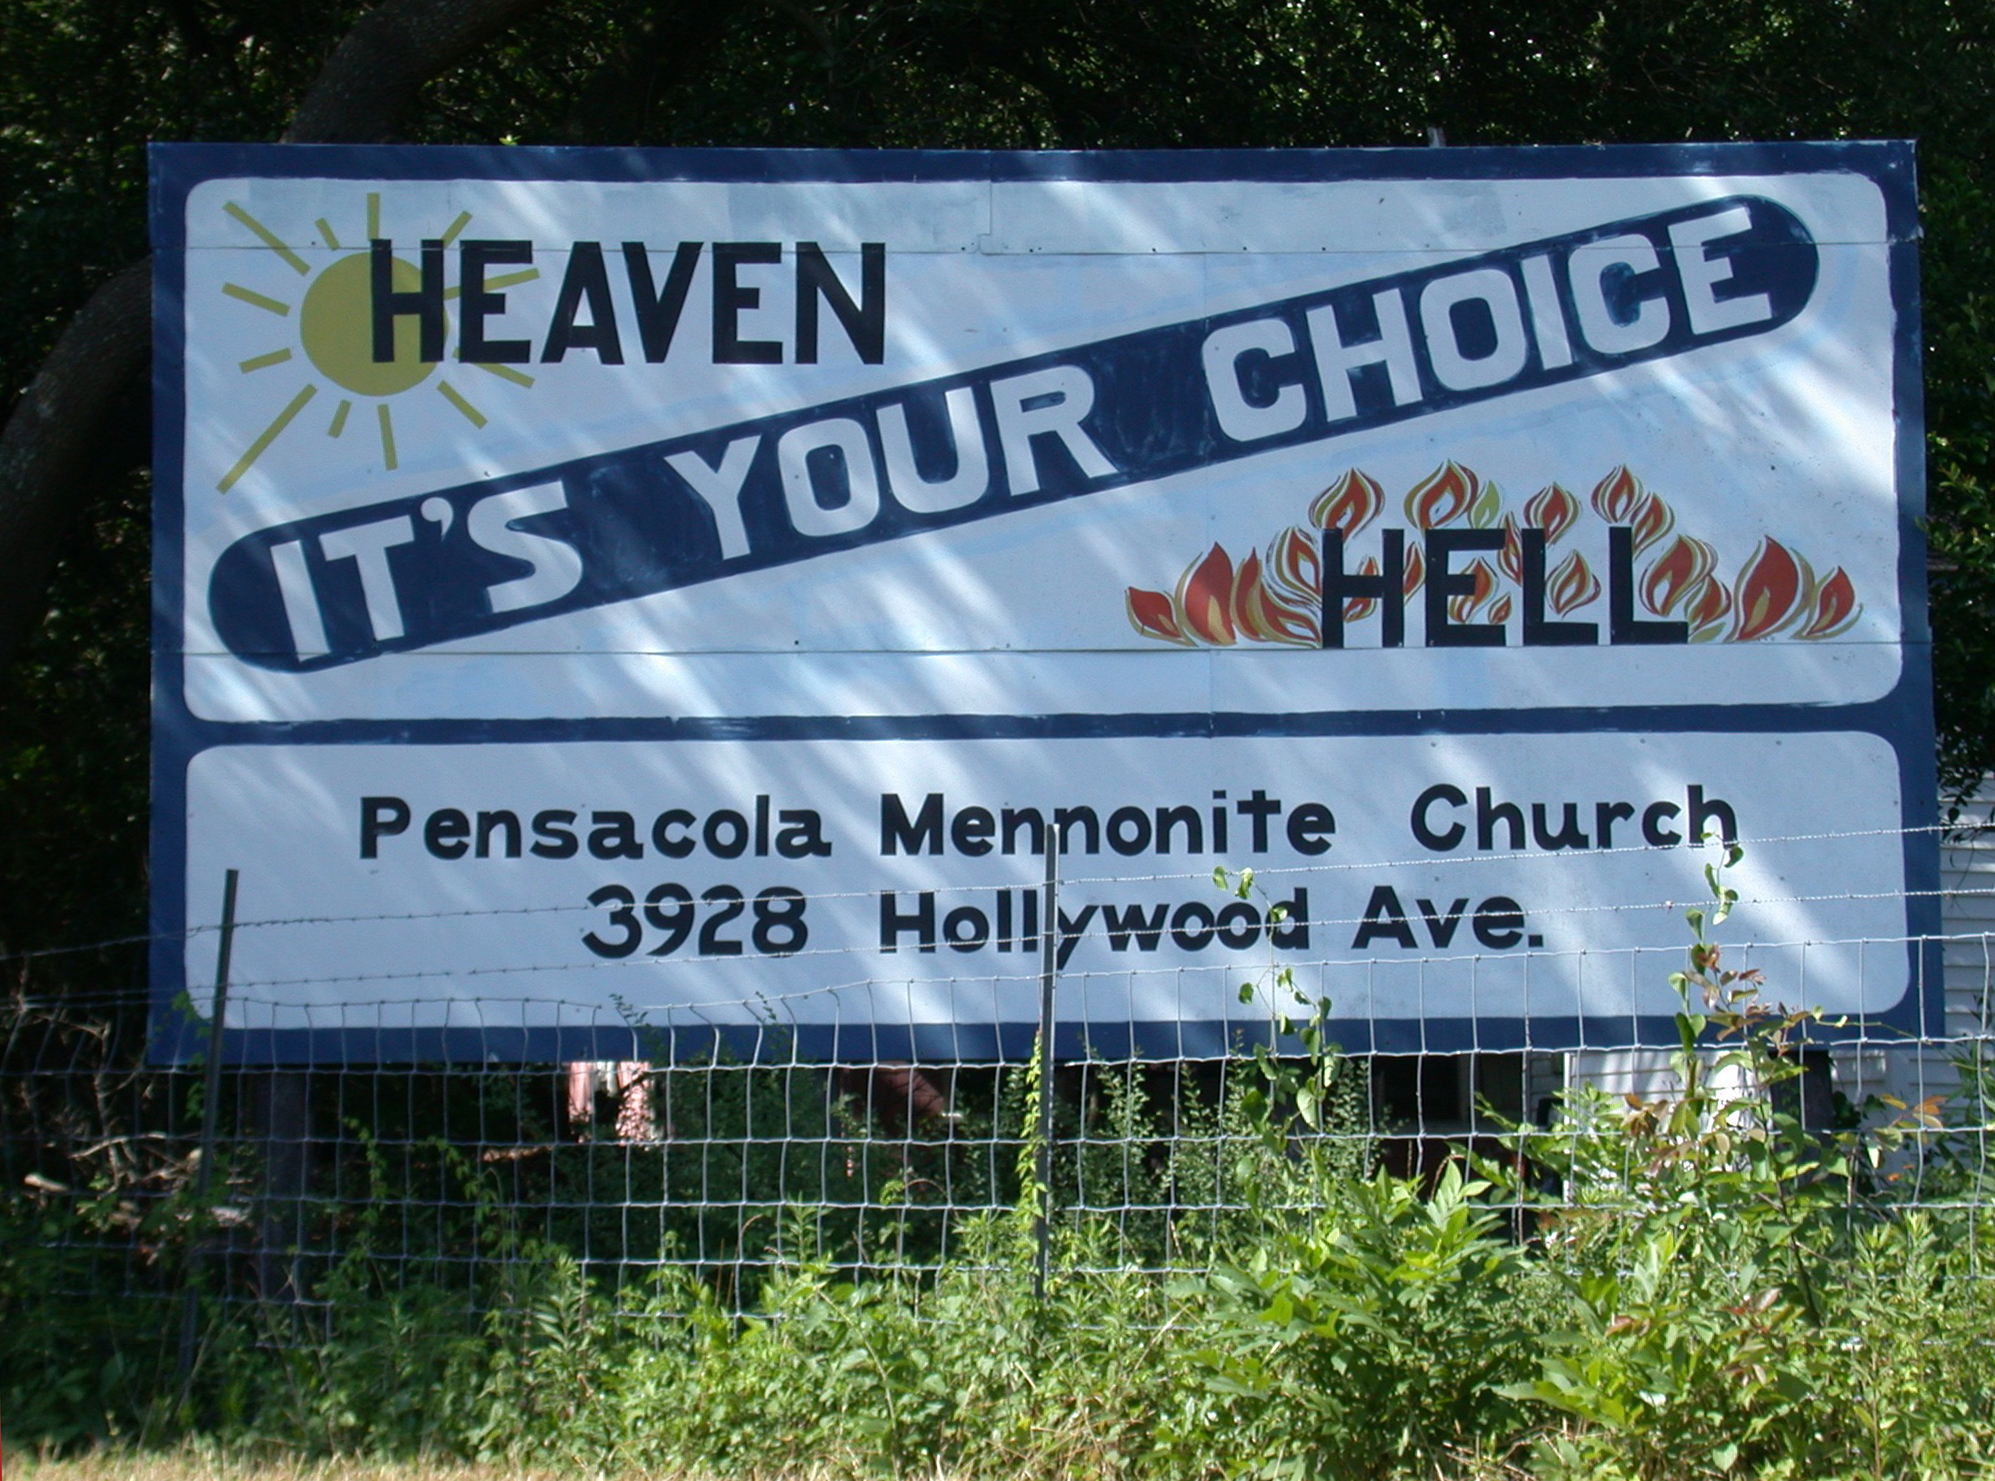 HEAVEN
IT'S YOUR CHOICE
HELL
Pensacola Mennonite Church
3928 Hollywood Ave.